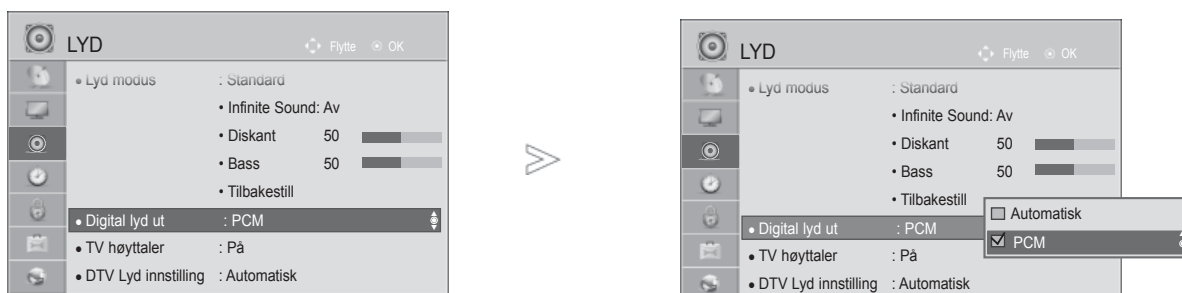 LYD
Flytte OK
• Lyd modus : Standard
• Infinite Sound: Av
• Diskant 50
• Bass 50
• Tilbakestill
• Digital lyd ut : PCM
• TV høyttaler : På
• DTV Lyd innstilling : Automatisk
LYD
Flytte OK
• Lyd modus : Standard
• Infinite Sound: Av
• Diskant 50
• Bass 50
• Tilbakestill
Automatisk
• Digital lyd ut : PCM
PCM
• TV høyttaler : På
• DTV Lyd innstilling : Automatisk